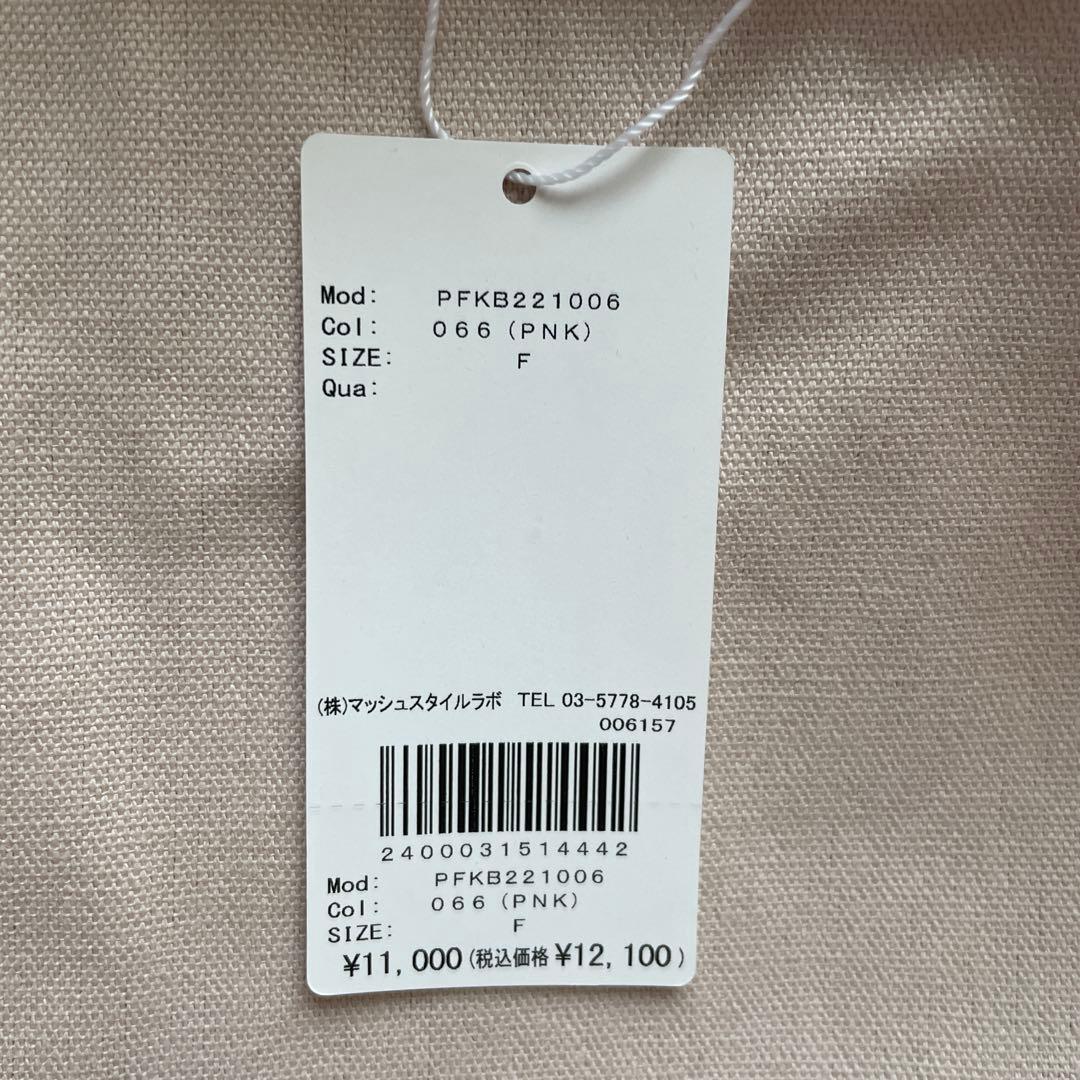 Mod: PFKB221006
Col: 066 (PNK)
SIZE: F
Qua:
(株)マッシュスタイルラボ TEL 03-5778-4105
006157
2400031514442
Mod: PFKB221006
Col: 066 (PNK)
SIZE: F
¥11,000(税込価格 ¥12,100)